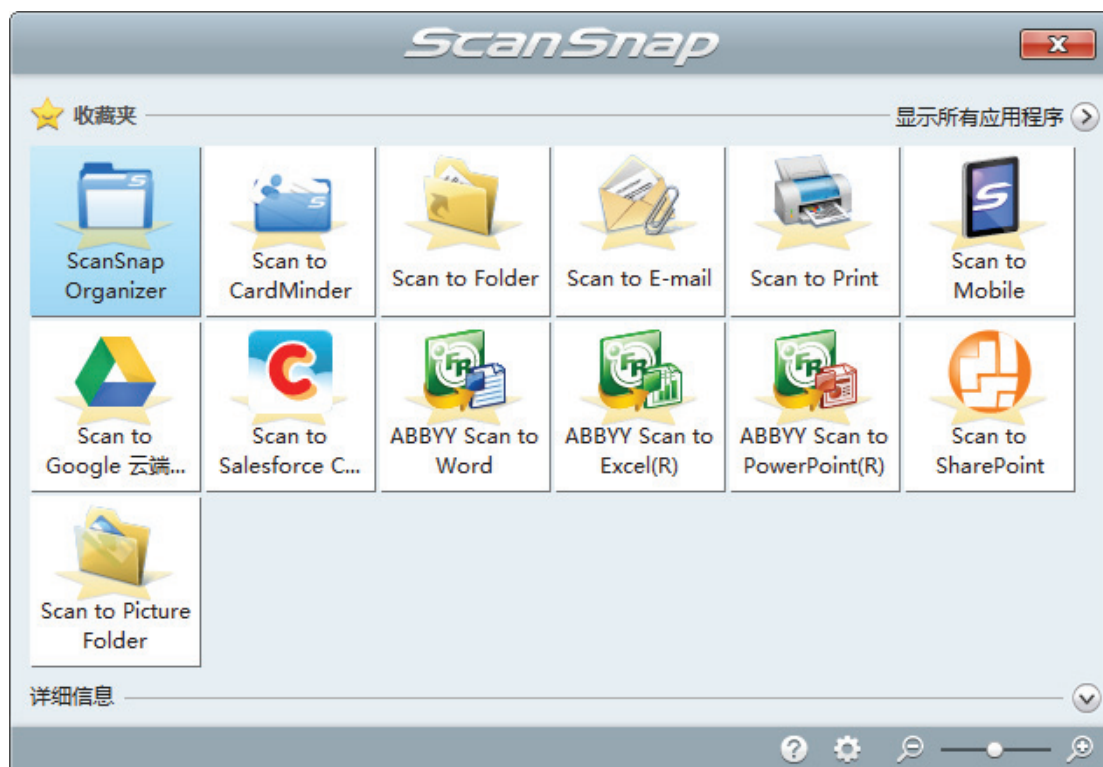 ScanSnap
收藏夹
显示所有应用程序
ScanSnap
Organizer
Scan to
CardMinder
Scan to Folder
Scan to E-mail
Scan to Print
Scan to
Mobile
Scan to
Google 云端...
Scan to
Salesforce C...
ABBYY Scan to
Word
ABBYY Scan to
Excel(R)
ABBYY Scan to
PowerPoint(R)
Scan to
SharePoint
Scan to Picture
Folder
详细信息